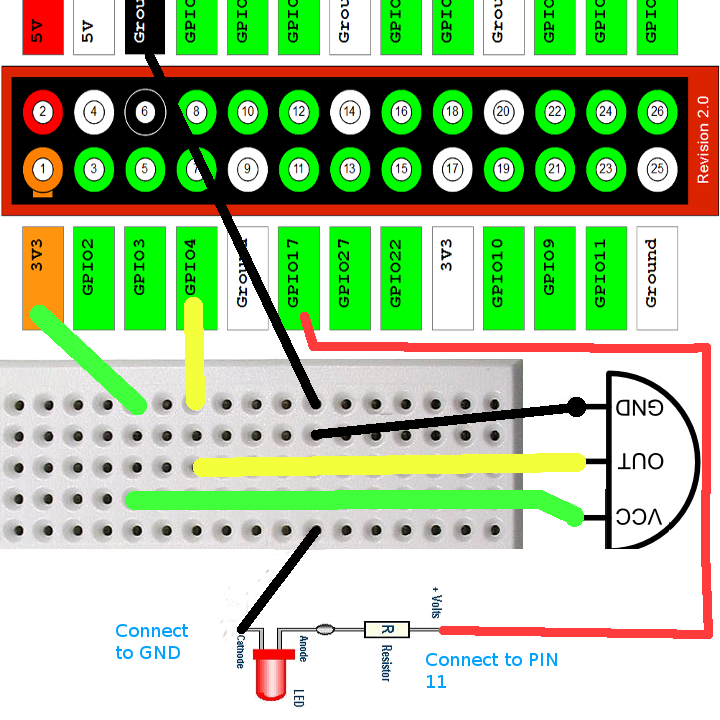 5V
5V
Grou
GPIO
GPIO
GPIO
Grou
GPIO
GPIO
Grou
GPIO
GPIO
GPIO
2 4 6 8 10 12 14 16 18 20 22 24 26
1 3 5 7 9 11 13 15 17 19 21 23 25
Revision 2.0
3V3
GPIO2
GPIO3
GPIO4
Ground
GPIO17
GPIO27
GPIO22
3V3
GPIO10
GPIO9
GPIO11
Ground
GND
OUT
VCC
+ Volts
R
Resistor
Anode
Cathode
LED
Connect
to GND
Connect to PIN
11